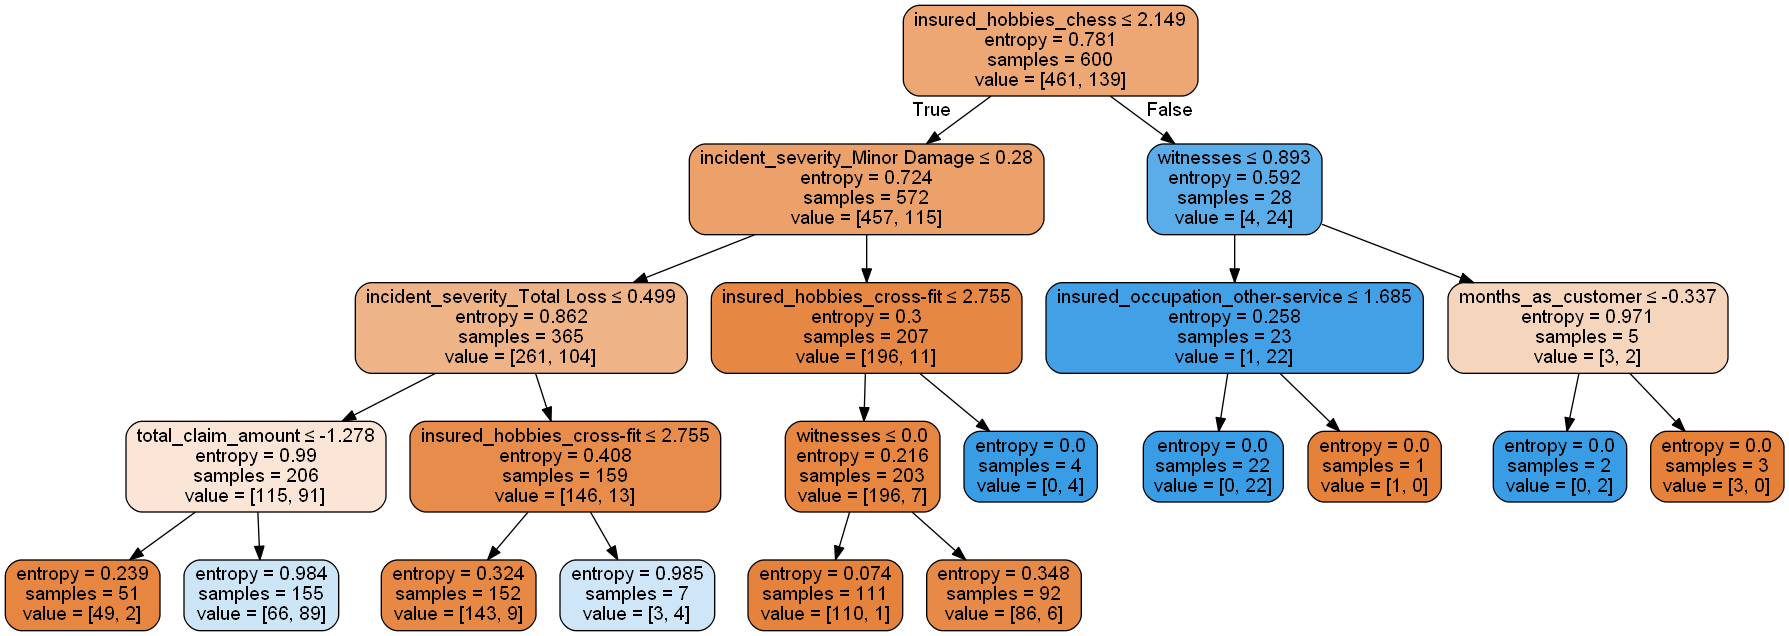 insured_hobbies_chess ≤ 2.149
entropy = 0.781
samples = 600
value = [461, 139]
True
False
incident_severity_Minor Damage ≤ 0.28
entropy = 0.724
samples = 572
value = [457, 115]
witnesses ≤ 0.893
entropy = 0.592
samples = 28
value = [4, 24]
incident_severity_Total Loss ≤ 0.499
entropy = 0.862
samples = 365
value = [261, 104]
insured_hobbies_cross-fit ≤ 2.755
entropy = 0.3
samples = 207
value = [196, 11]
insured_occupation_other-service ≤ 1.685
entropy = 0.258
samples = 23
value = [1, 22]
months_as_customer ≤ -0.337
entropy = 0.971
samples = 5
value = [3, 2]
total_claim_amount ≤ -1.278
entropy = 0.99
samples = 206
value = [115, 91]
insured_hobbies_cross-fit ≤ 2.755
entropy = 0.408
samples = 159
value = [146, 13]
witnesses ≤ 0.0
entropy = 0.216
samples = 203
value = [196, 7]
entropy = 0.0
samples = 4
value = [0, 4]
entropy = 0.0
samples = 22
value = [0, 22]
entropy = 0.0
samples = 1
value = [1, 0]
entropy = 0.0
samples = 2
value = [0, 2]
entropy = 0.0
samples = 3
value = [3, 0]
entropy = 0.239
samples = 51
value = [49, 2]
entropy = 0.984
samples = 155
value = [66, 89]
entropy = 0.324
samples = 152
value = [143, 9]
entropy = 0.985
samples = 7
value = [3, 4]
entropy = 0.074
samples = 111
value = [110, 1]
entropy = 0.348
samples = 92
value = [86, 6]